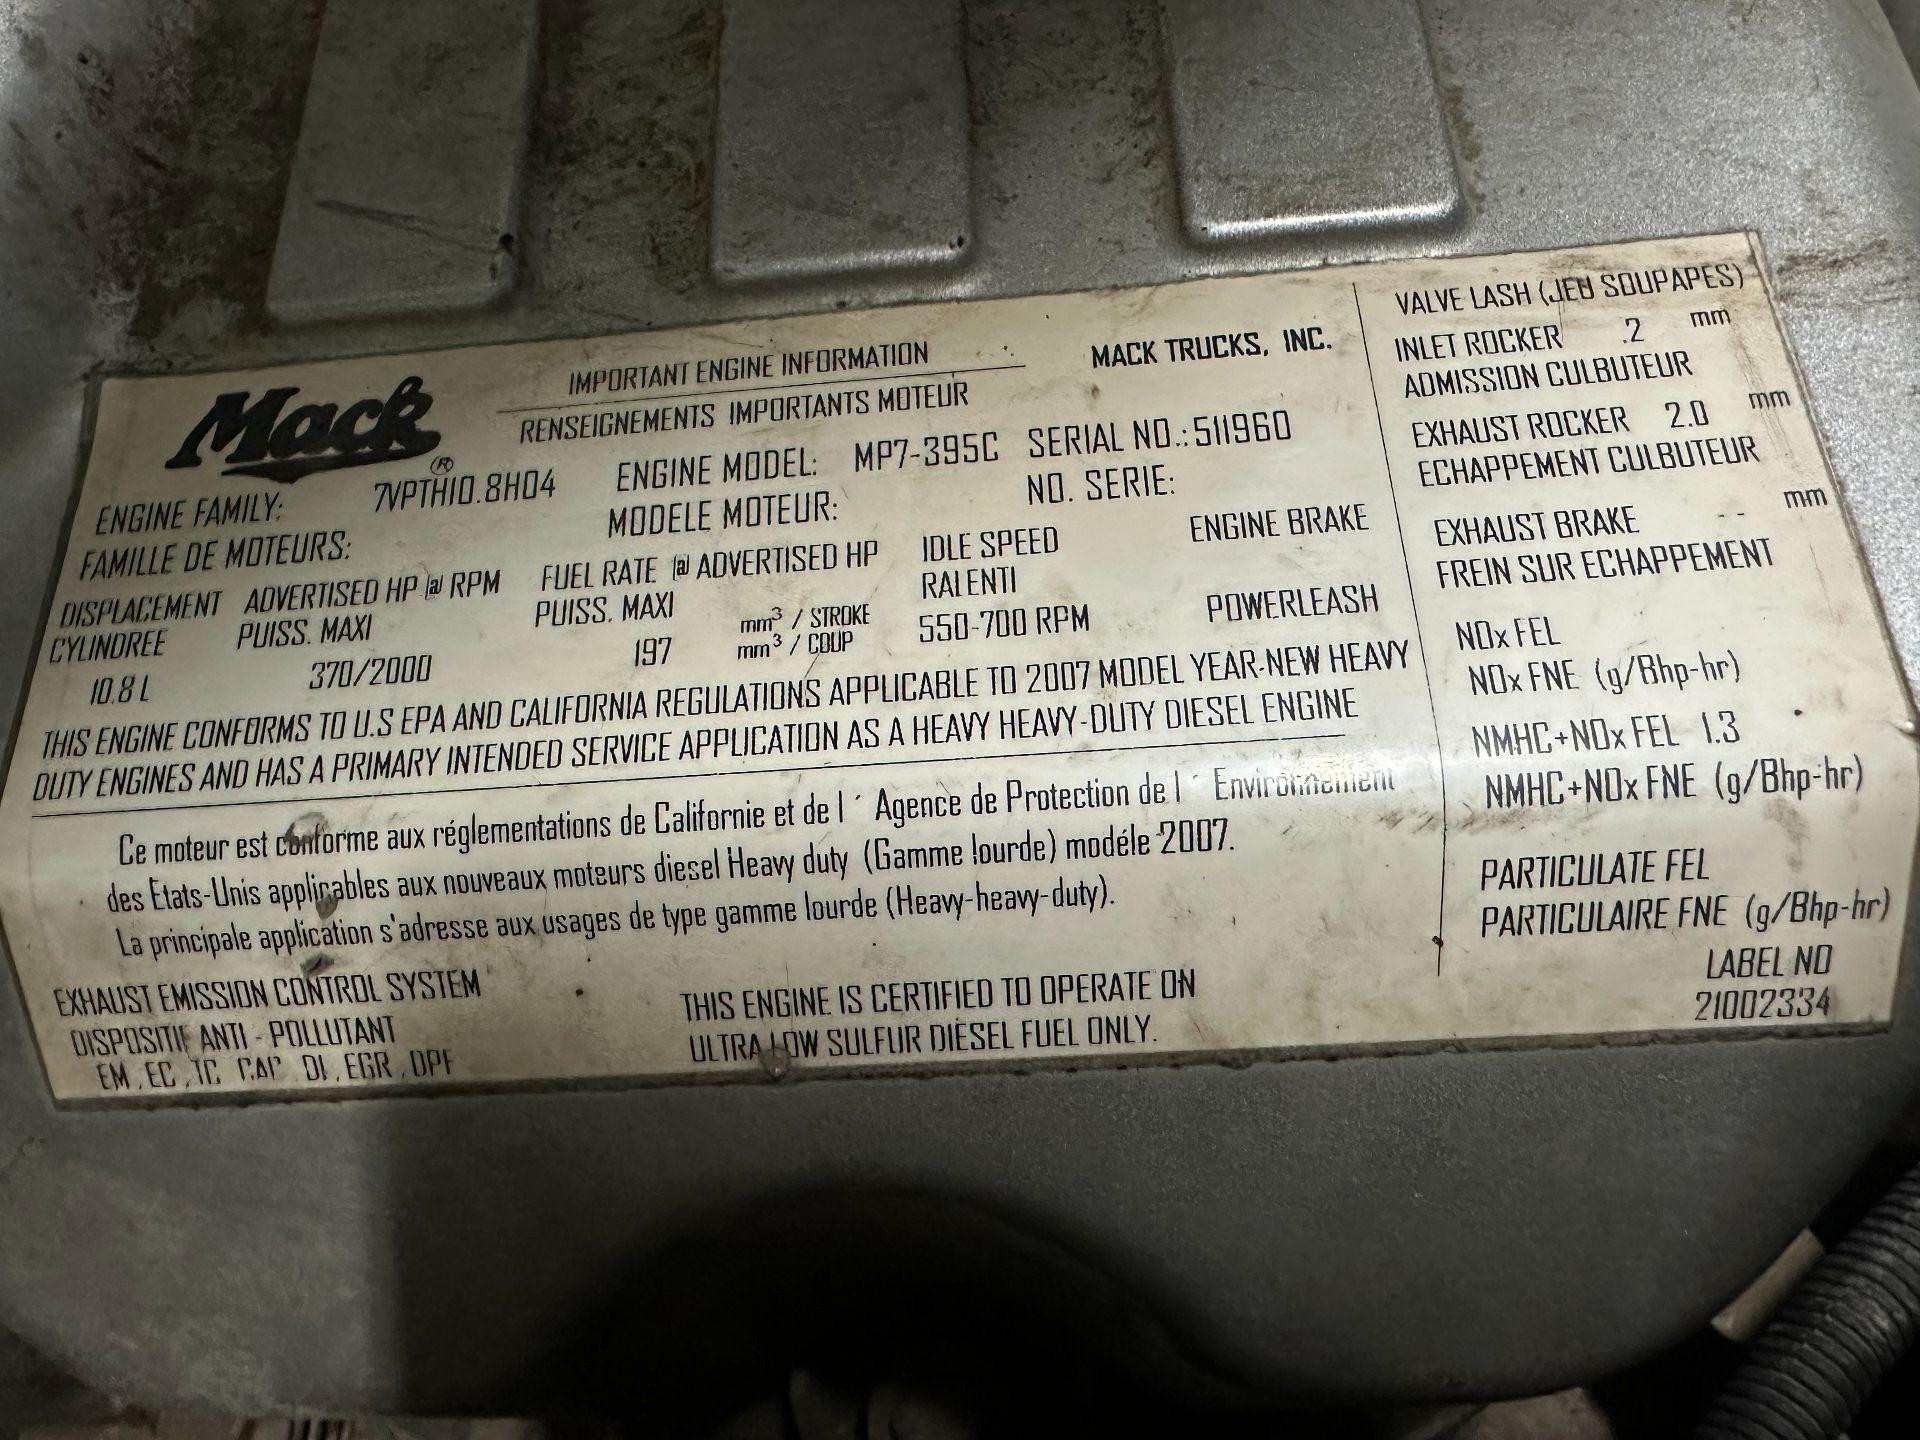 Mack®
IMPORTANT ENGINE INFORMATION
RENSEIGNEMENTS IMPORTANTS MOTEUR
MACK TRUCKS, INC.
ENGINE FAMILY: 7VPTH10.8H04
FAMILLE DE MOTEURS:
ENGINE MODEL: MP7-395C
MODELE MOTEUR:
SERIAL NO.: 511960
NO. SERIE:
DISPLACEMENT
CYLINDREE
10.8 L
ADVERTISED HP @ RPM
PUISS. MAXI
370/2000
FUEL RATE @ ADVERTISED HP
PUISS. MAXI
197 mm³ / STROKE
mm³ / COUP
IDLE SPEED
RALENTI
550-700 RPM
ENGINE BRAKE
POWERLEASH
THIS ENGINE CONFORMS TO U.S EPA AND CALIFORNIA REGULATIONS APPLICABLE TO 2007 MODEL YEAR-NEW HEAVY
DUTY ENGINES AND HAS A PRIMARY INTENDED SERVICE APPLICATION AS A HEAVY HEAVY-DUTY DIESEL ENGINE
Ce moteur est conforme aux réglementations de Californie et de l ´ Agence de Protection de l ´ Environnement
des Etats-Unis applicables aux nouveaux moteurs diesel Heavy duty (Gamme lourde) modéle 2007.
La principale application s'adresse aux usages de type gamme lourde (Heavy-heavy-duty).
EXHAUST EMISSION CONTROL SYSTEM
DISPOSITIF ANTI - POLLUTANT
EM , EC , TC , CAC , DI , EGR , DPF
THIS ENGINE IS CERTIFIED TO OPERATE ON
ULTRA LOW SULFUR DIESEL FUEL ONLY.
VALVE LASH (JEU SOUPAPES)
INLET ROCKER .2 mm
ADMISSION CULBUTEUR
EXHAUST ROCKER 2.0 mm
ECHAPPEMENT CULBUTEUR
EXHAUST BRAKE -- mm
FREIN SUR ECHAPPEMENT
NOx FEL
NOx FNE (g/Bhp-hr)
NMHC+NOx FEL 1.3
NMHC+NOx FNE (g/Bhp-hr)
PARTICULATE FEL
PARTICULAIRE FNE (g/Bhp-hr)
LABEL NO
21002334